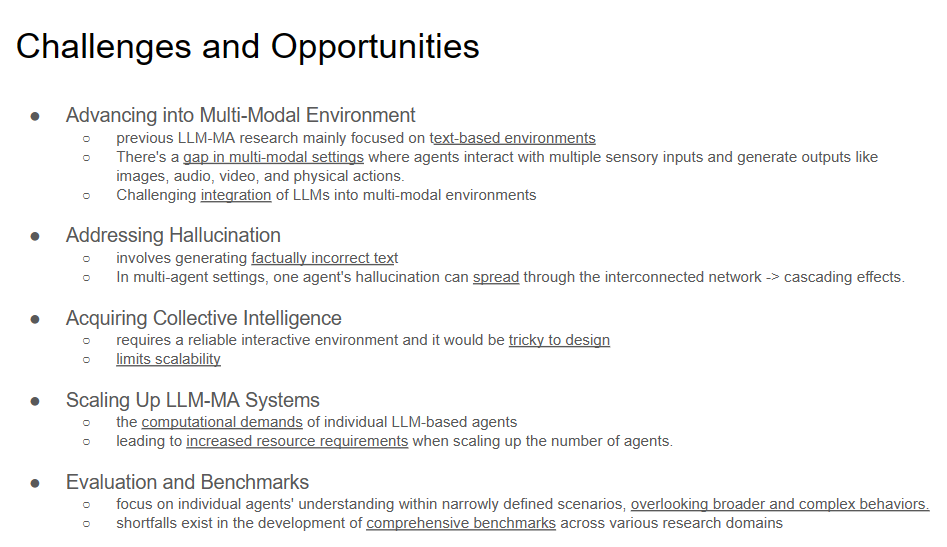 Challenges and Opportunities
● Advancing into Multi-Modal Environment
○ previous LLM-MA research mainly focused on text-based environments
○ There's a gap in multi-modal settings where agents interact with multiple sensory inputs and generate outputs like
images, audio, video, and physical actions.
○ Challenging integration of LLMs into multi-modal environments
● Addressing Hallucination
○ involves generating factually incorrect text
○ In multi-agent settings, one agent's hallucination can spread through the interconnected network -> cascading effects.
● Acquiring Collective Intelligence
○ requires a reliable interactive environment and it would be tricky to design
○ limits scalability
● Scaling Up LLM-MA Systems
○ the computational demands of individual LLM-based agents
○ leading to increased resource requirements when scaling up the number of agents.
● Evaluation and Benchmarks
○ focus on individual agents' understanding within narrowly defined scenarios, overlooking broader and complex behaviors.
○ shortfalls exist in the development of comprehensive benchmarks across various research domains